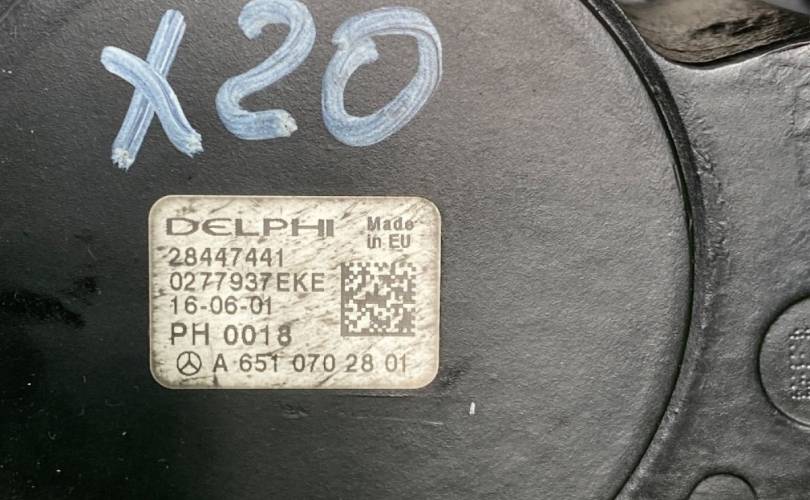 X20
DELPHI
Made
in EU
28447441
0277937EKE
16-06-01
PH 0018
A 651 070 28 01